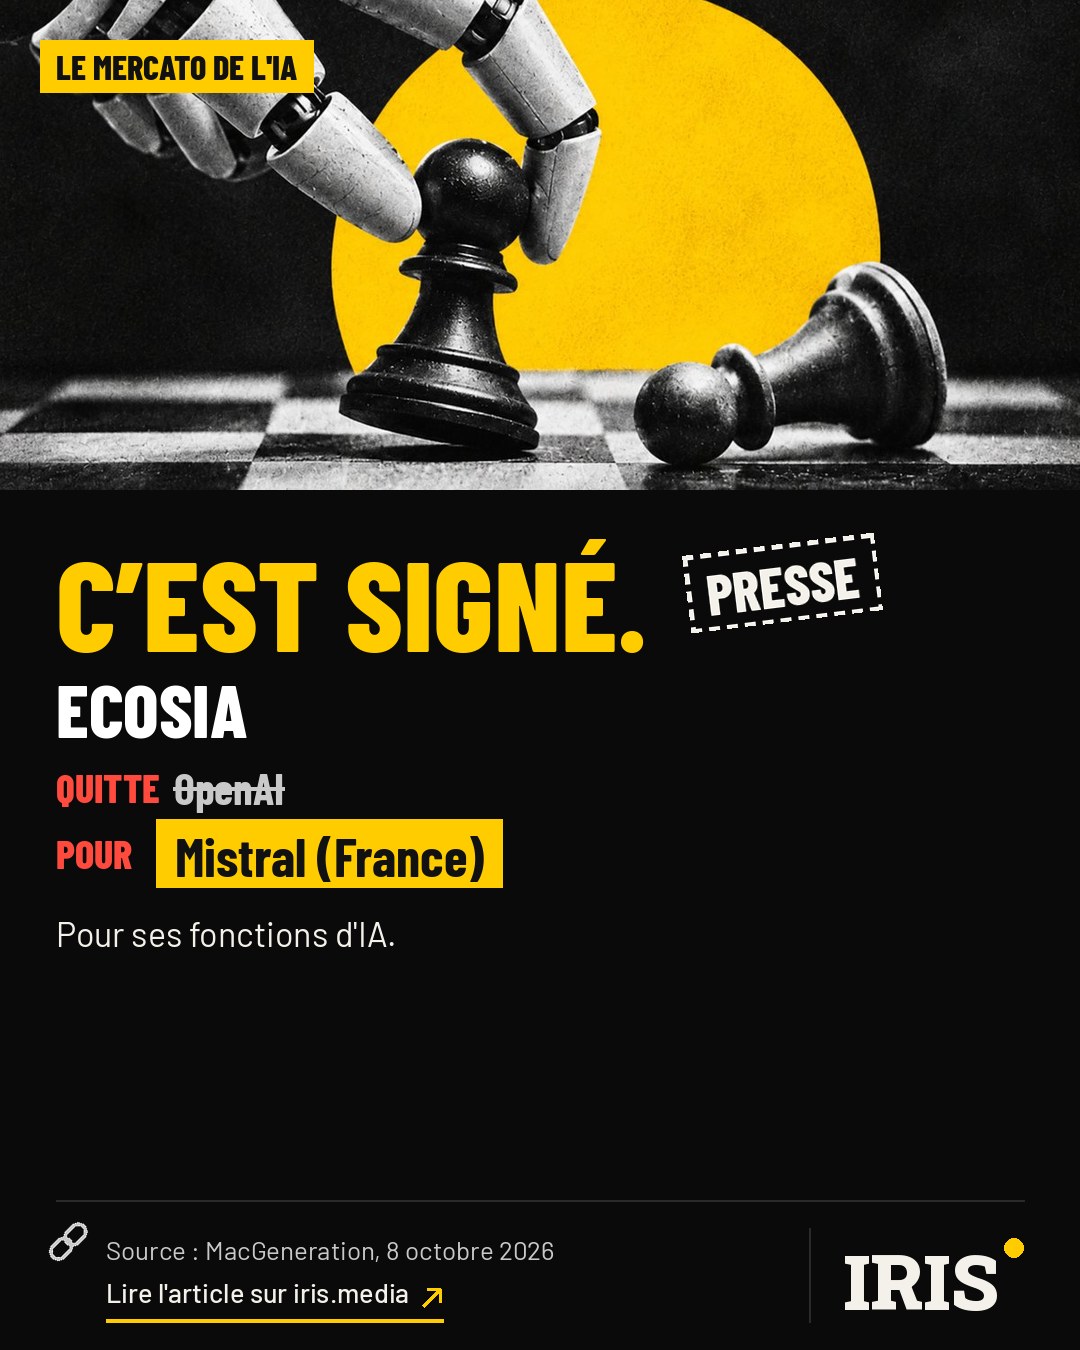 LE MERCATO DE L'IA
C’EST SIGNÉ.
PRESSE
ECOSIA
QUITTE OpenAI
POUR Mistral (France)
Pour ses fonctions d'IA.
Source : MacGeneration, 8 octobre 2026
Lire l'article sur iris.media
IRIS